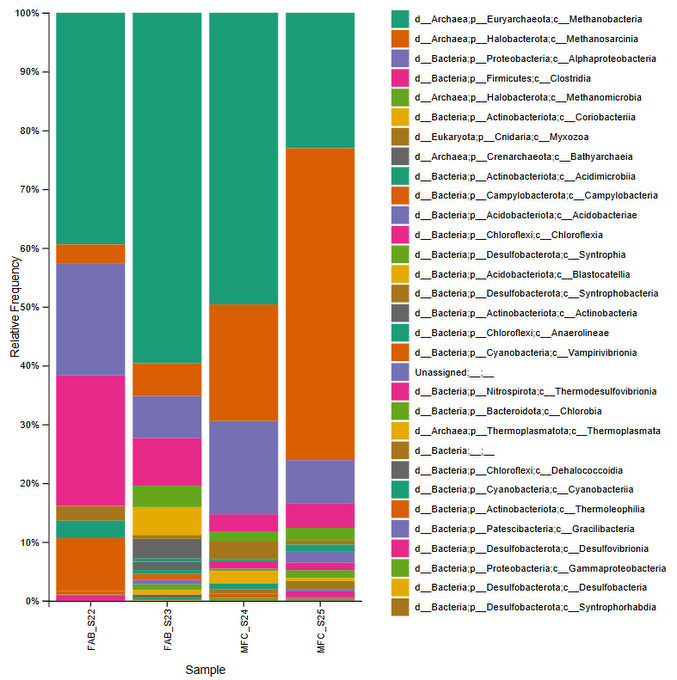 100%
90%
80%
70%
60%
50%
40%
30%
20%
10%
0%
Relative Frequency
FAB_S22
FAB_S23
MFC_S24
MFC_S25
Sample
d__Archaea;p__Euryarchaeota;c__Methanobacteria
d__Archaea;p__Halobacterota;c__Methanosarcinia
d__Bacteria;p__Proteobacteria;c__Alphaproteobacteria
d__Bacteria;p__Firmicutes;c__Clostridia
d__Archaea;p__Halobacterota;c__Methanomicrobia
d__Bacteria;p__Actinobacteriota;c__Coriobacteriia
d__Eukaryota;p__Cnidaria;c__Myxozoa
d__Archaea;p__Crenarchaeota;c__Bathyarchaeia
d__Bacteria;p__Actinobacteriota;c__Acidimicrobiia
d__Bacteria;p__Campylobacterota;c__Campylobacteria
d__Bacteria;p__Acidobacteriota;c__Acidobacteriae
d__Bacteria;p__Chloroflexi;c__Chloroflexia
d__Bacteria;p__Desulfobacterota;c__Syntrophia
d__Bacteria;p__Acidobacteriota;c__Blastocatellia
d__Bacteria;p__Desulfobacterota;c__Syntrophobacteria
d__Bacteria;p__Actinobacteriota;c__Actinobacteria
d__Bacteria;p__Chloroflexi;c__Anaerolineae
d__Bacteria;p__Cyanobacteria;c__Vampirivibrionia
Unassigned;__;__
d__Bacteria;p__Nitrospirota;c__Thermodesulfovibrionia
d__Bacteria;p__Bacteroidota;c__Chlorobia
d__Archaea;p__Thermoplasmatota;c__Thermoplasmata
d__Bacteria;__;__
d__Bacteria;p__Chloroflexi;c__Dehalococcoidia
d__Bacteria;p__Cyanobacteria;c__Cyanobacteriia
d__Bacteria;p__Actinobacteriota;c__Thermoleophilia
d__Bacteria;p__Patescibacteria;c__Gracilibacteria
d__Bacteria;p__Desulfobacterota;c__Desulfovibrionia
d__Bacteria;p__Proteobacteria;c__Gammaproteobacteria
d__Bacteria;p__Desulfobacterota;c__Desulfobacteria
d__Bacteria;p__Desulfobacterota;c__Syntrophorhabdia